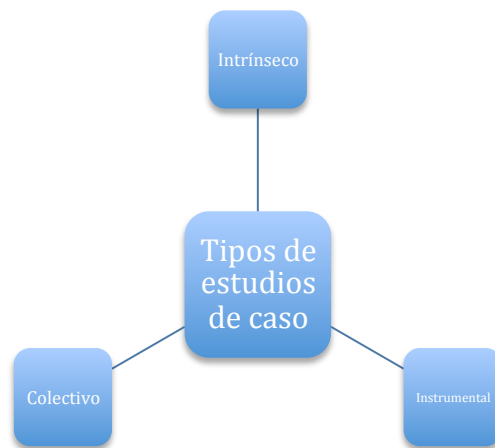 Intrínseco
Tipos de
estudios
de caso
Colectivo
Instrumental